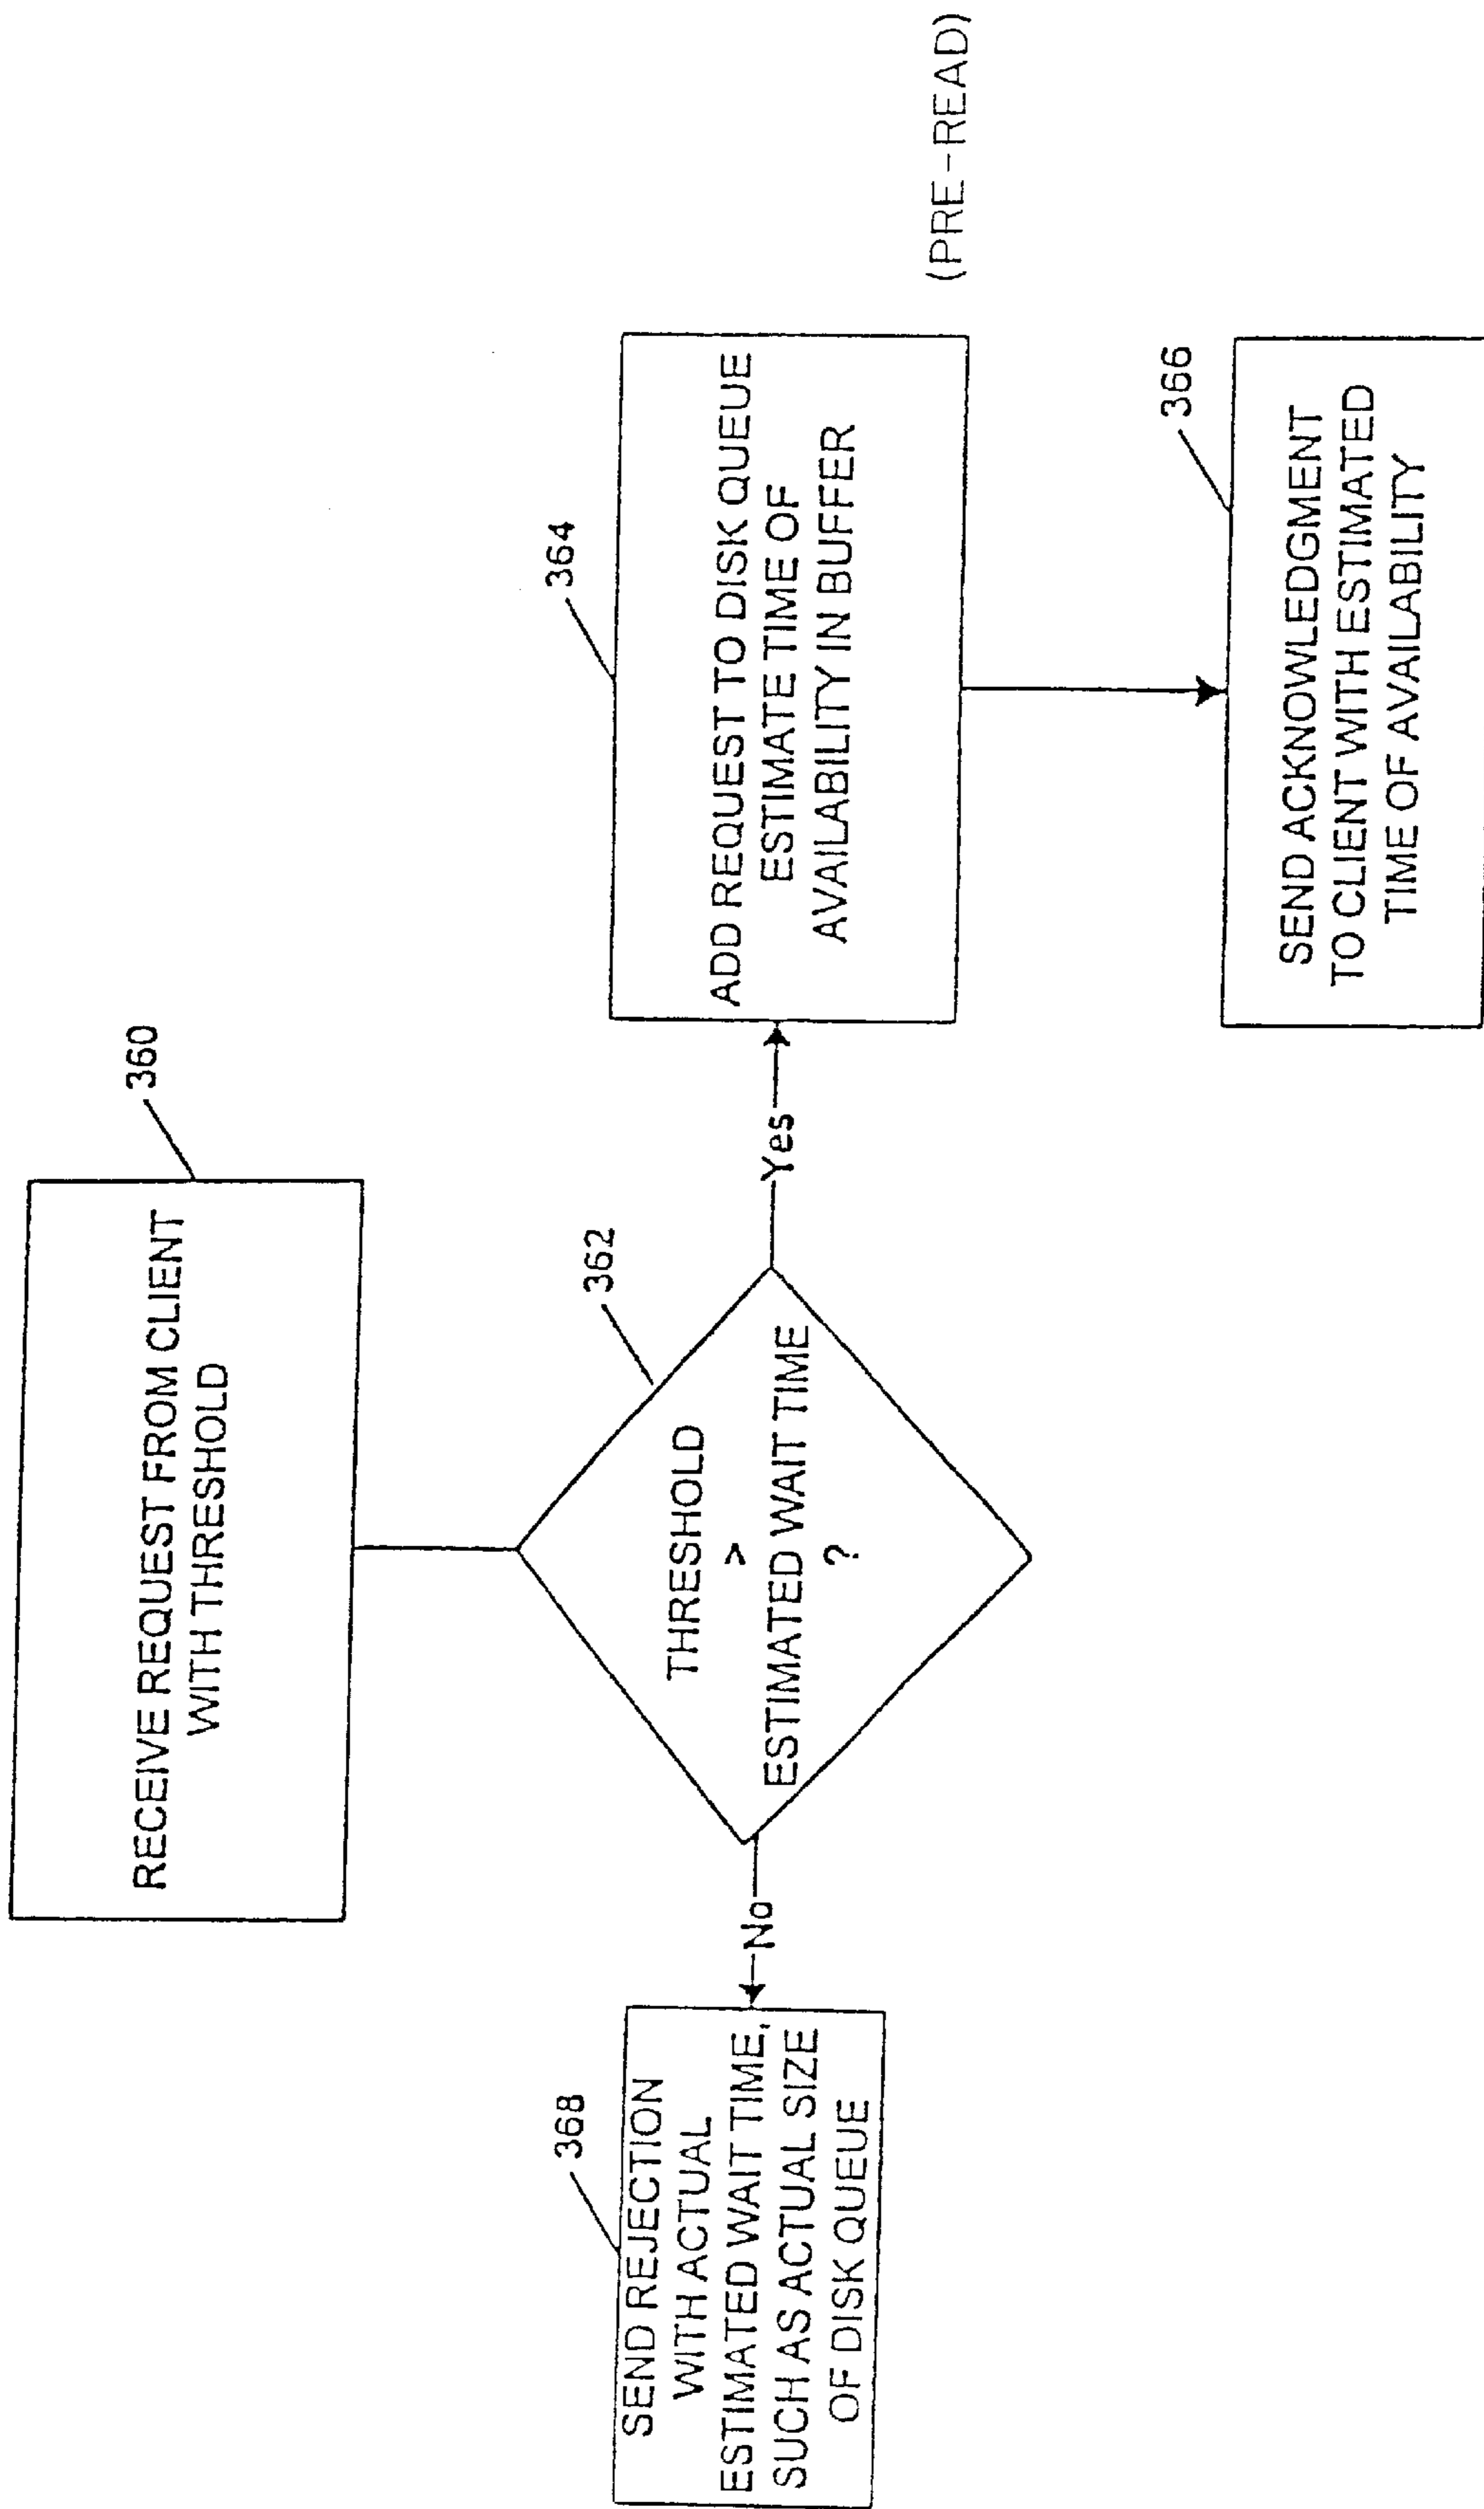 360
RECEIVE REQUEST FROM CLIENT
WITH THRESHOLD
362
THRESHOLD
>
ESTIMATED WAIT TIME
?
No
Yes
368
SEND REJECTION
WITH ACTUAL
ESTIMATED WAIT TIME,
SUCH AS ACTUAL SIZE
OF DISK QUEUE
364
ADD REQUEST TO DISK QUEUE
ESTIMATE TIME OF
AVAILABILITY IN BUFFER
(PRE-READ)
366
SEND ACKNOWLEDGMENT
TO CLIENT WITH ESTIMATED
TIME OF AVAILABILITY